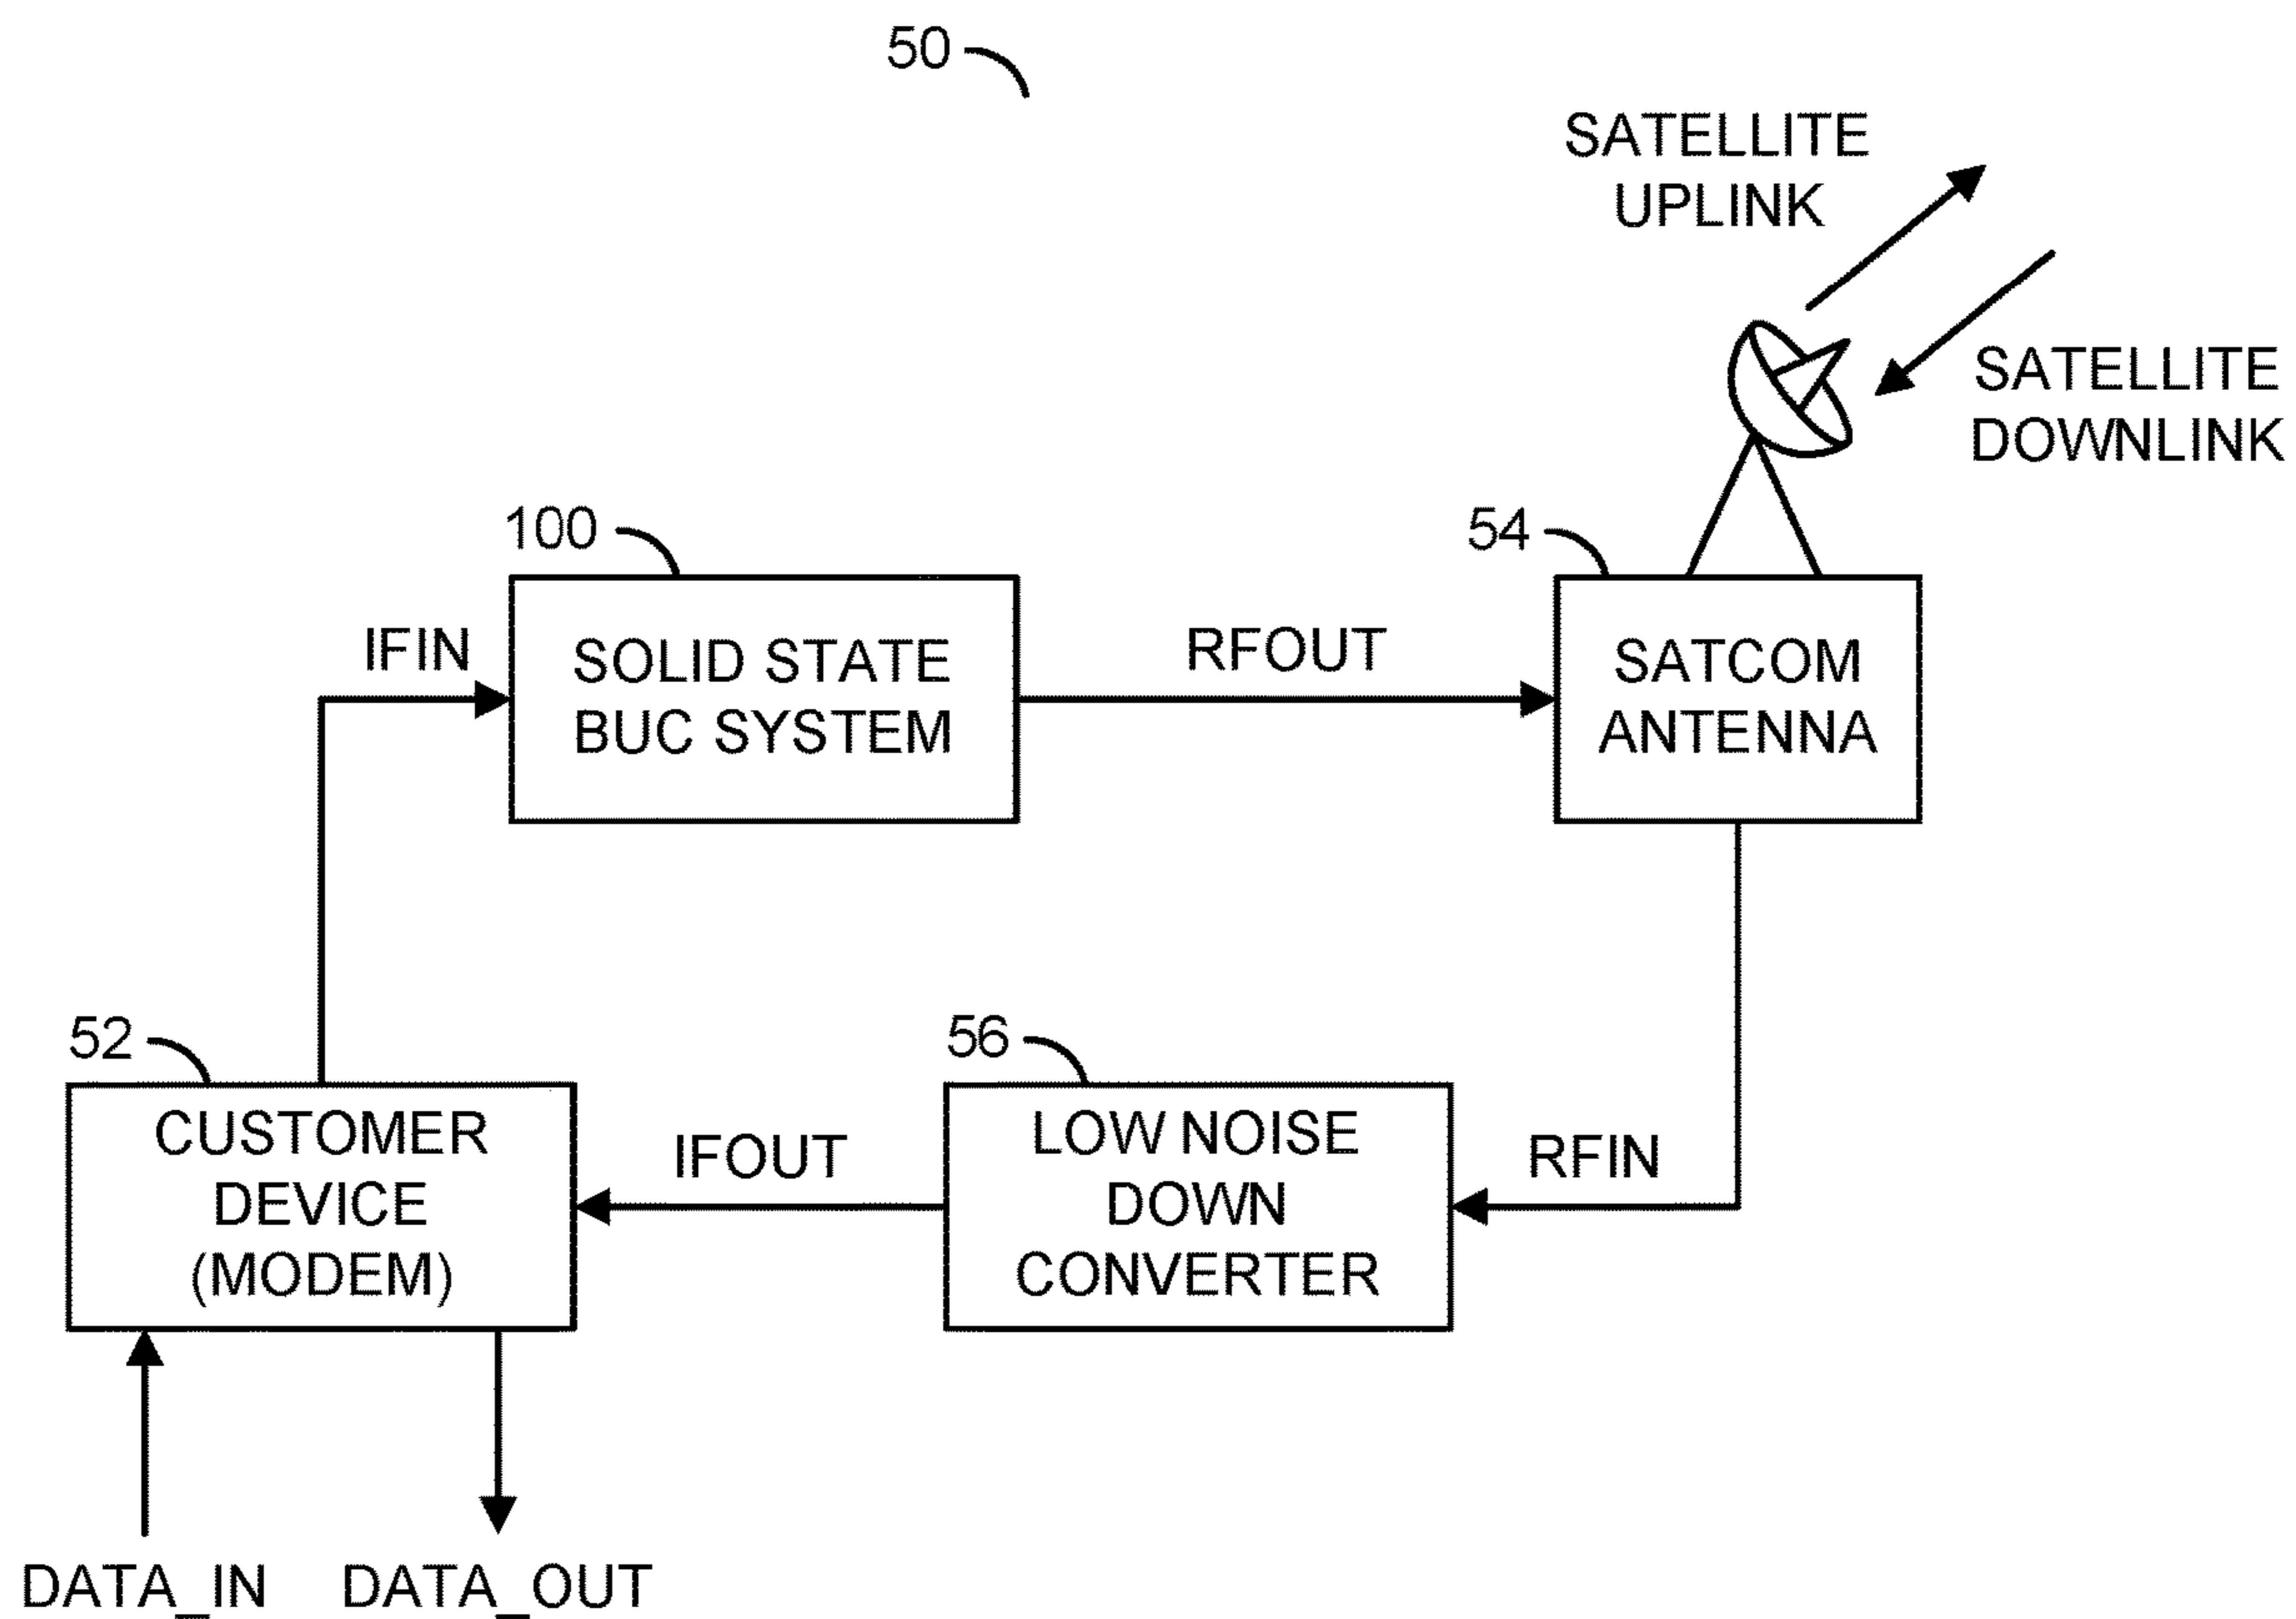 50
SATELLITE
UPLINK
SATELLITE
DOWNLINK
100
54
IFIN
SOLID STATE
BUC SYSTEM
RFOUT
SATCOM
ANTENNA
52
56
CUSTOMER
DEVICE
(MODEM)
IFOUT
LOW NOISE
DOWN
CONVERTER
RFIN
DATA_IN
DATA_OUT